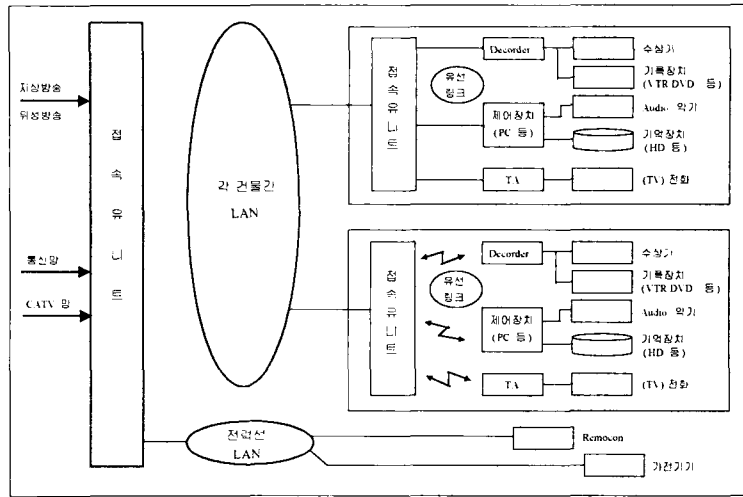 지상방송
위성방송
통신망
CATV 망
접속유니트
각 건물간
LAN
전력선
LAN
접속유니트
유선
링크
Decorder
수상기
기록장치
(VTR DVD 등)
제어장치
(PC 등)
Audio 악기
기억장치
(HD 등)
TA
(TV) 전화
접속유니트
유선
링크
Decorder
수상기
기록장치
(VTR DVD 등)
제어장치
(PC 등)
Audio 악기
기억장치
(HD 등)
TA
(TV) 전화
Remocon
가전기기